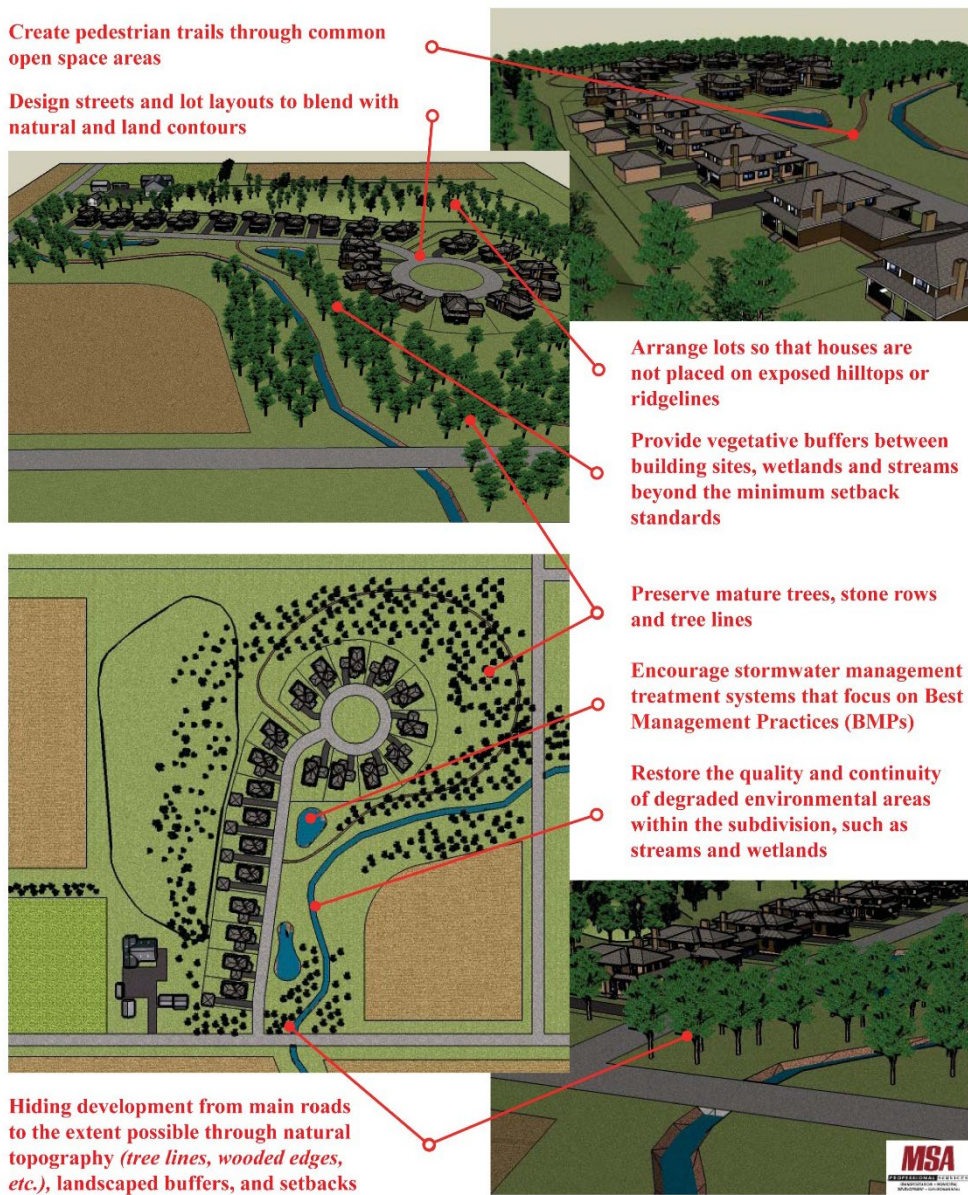 Create pedestrian trails through common
open space areas
Design streets and lot layouts to blend with
natural and land contours
Arrange lots so that houses are
not placed on exposed hilltops or
ridgelines
Provide vegetative buffers between
building sites, wetlands and streams
beyond the minimum setback
standards
Preserve mature trees, stone rows
and tree lines
Encourage stormwater management
treatment systems that focus on Best
Management Practices (BMPs)
Restore the quality and continuity
of degraded environmental areas
within the subdivision, such as
streams and wetlands
Hiding development from main roads
to the extent possible through natural
topography (tree lines, wooded edges,
etc.), landscaped buffers, and setbacks
MSA
PROFESSIONAL SERVICES